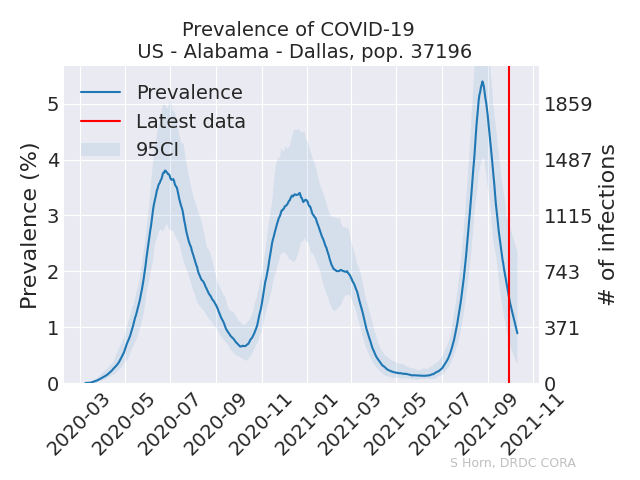 Prevalence of COVID-19
US - Alabama - Dallas, pop. 37196
Prevalence
Latest data
95CI
Prevalence (%)
5
4
3
2
1
0
1859
1487
1115
743
371
0
# of infections
2020-03
2020-05
2020-07
2020-09
2020-11
2021-01
2021-03
2021-05
2021-07
2021-09
2021-11
S Horn, DRDC CORA